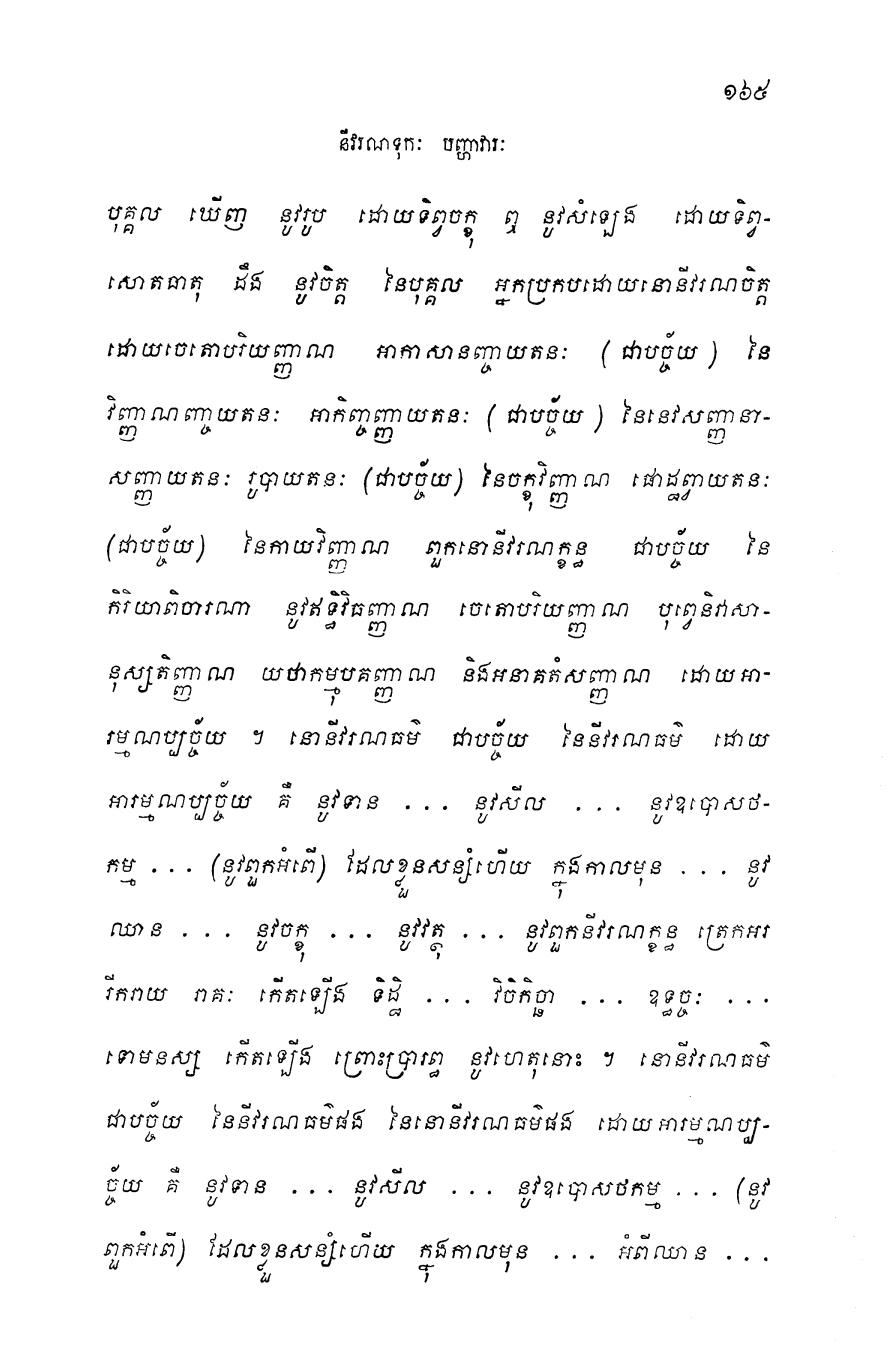 ១៦៥
នីវរណទុកៈ បញ្ហាវារៈ
បុគ្គល ឃើញ នូវរូប ដោយទិព្វចក្ខុ ឮ នូវសំឡេង ដោយទិព្វ-
សោតធាតុ ដឹង នូវចិត្ត នៃបុគ្គល អ្នកប្រកបដោយនោនីវរណចិត្ត
ដោយចេតោបរិយញ្ញាណ អាកាសានញ្ចាយតនៈ (ជាបច្ច័យ) នៃ
វិញ្ញាណញ្ចាយតនៈ អាកិញ្ចញ្ញាយតនៈ (ជាបច្ច័យ) នៃនេវសញ្ញានា-
សញ្ញាយតនៈ រូបាយតនៈ (ជាបច្ច័យ) នៃចក្ខុវិញ្ញាណ ផោដ្ឋព្វាយតនៈ
(ជាបច្ច័យ) នៃកាយវិញ្ញាណ ពួកនោនីវរណក្ខន្ធ ជាបច្ច័យ នៃ
កិរិយាពិចារណា នូវឥទ្ធិវិធញ្ញាណ ចេតោបរិយញ្ញាណ បុព្វេនិវាសា-
នុស្សតិញ្ញាណ យថាកម្មុបគញ្ញាណ និងអនាគតំសញ្ញាណ ដោយអា-
រម្មណប្បច្ច័យ ។ នោនីវរណធម៌ ជាបច្ច័យ នៃនីវរណធម៌ ដោយ
អារម្មណប្បច្ច័យ គឺ នូវទាន ... នូវសីល ... នូវឧបោសថ-
កម្ម ... (នូវពួកអំពើ) ដែលខ្លួនសន្សំហើយ ក្នុងកាលមុន ... នូវ
ឈាន ... នូវចក្ខុ ... នូវវត្ថុ ... នូវពួកនីវរណក្ខន្ធ ត្រេកអរ
រីករាយ រាគៈ កើតឡើង ទិដ្ឋិ ... វិចិកិច្ឆា ... ឧទ្ធច្ចៈ ...
ទោមនស្ស កើតឡើង ព្រោះប្រារព្ធ នូវហេតុនោះ ។ នោនីវរណធម៌
ជាបច្ច័យ នៃនីវរណធម៌ផង នៃនោនីវរណធម៌ផង ដោយអារម្មណប្ប-
ច្ច័យ គឺ នូវទាន ... នូវសីល ... នូវឧបោសថកម្ម ... (នូវ
ពួកអំពើ) ដែលខ្លួនសន្សំហើយ ក្នុងកាលមុន ... អំពីឈាន ...